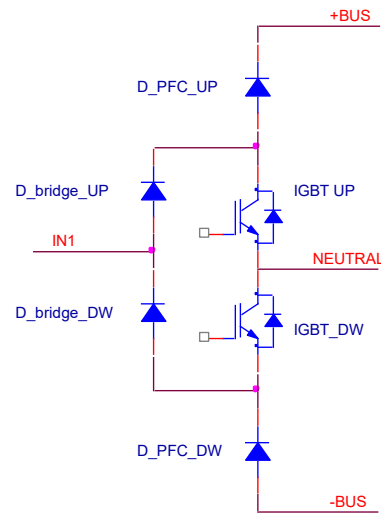 +BUS
D_PFC_UP
D_bridge_UP
IGBT UP
IN1
NEUTRAL
D_bridge_DW
IGBT_DW
D_PFC_DW
-BUS